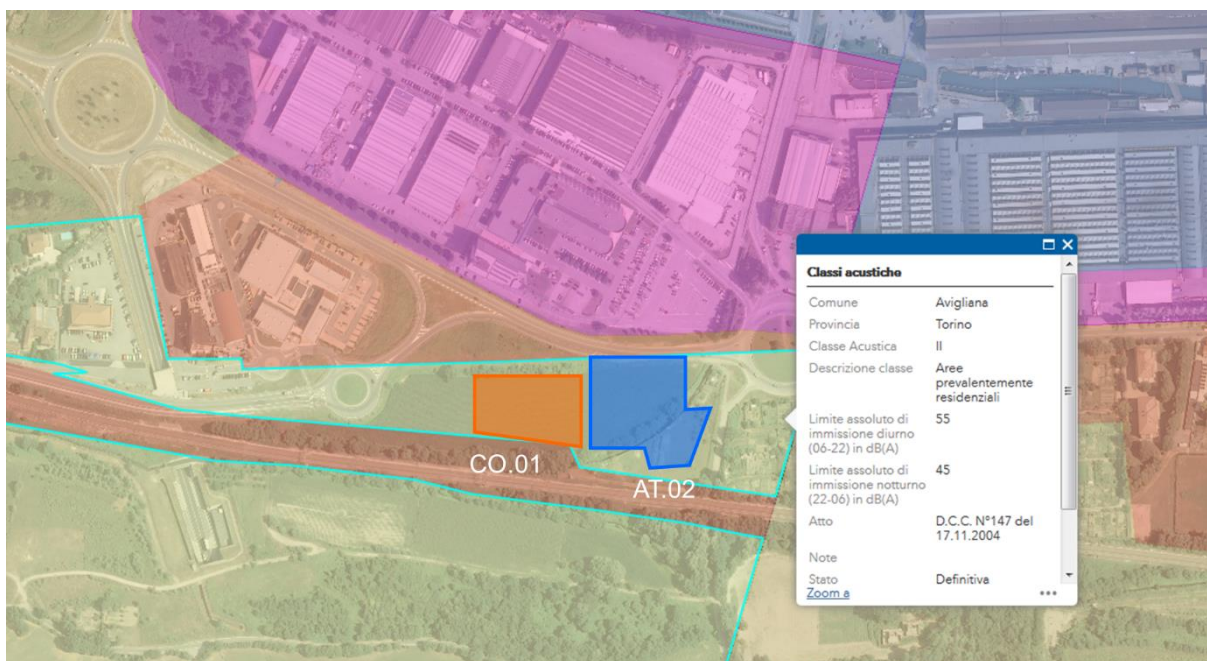 CO.01
AT.02
Classi acustiche
Comune Avigliana
Provincia Torino
Classe Acustica II
Descrizione classe Aree
prevalentemente
residenziali
Limite assoluto di 55
immissione diurno
(06-22) in dB(A)
Limite assoluto di 45
immissione notturno
(22-06) in dB(A)
Atto D.C.C. N°147 del
17.11.2004
Note
Stato Definitiva
Zoom a